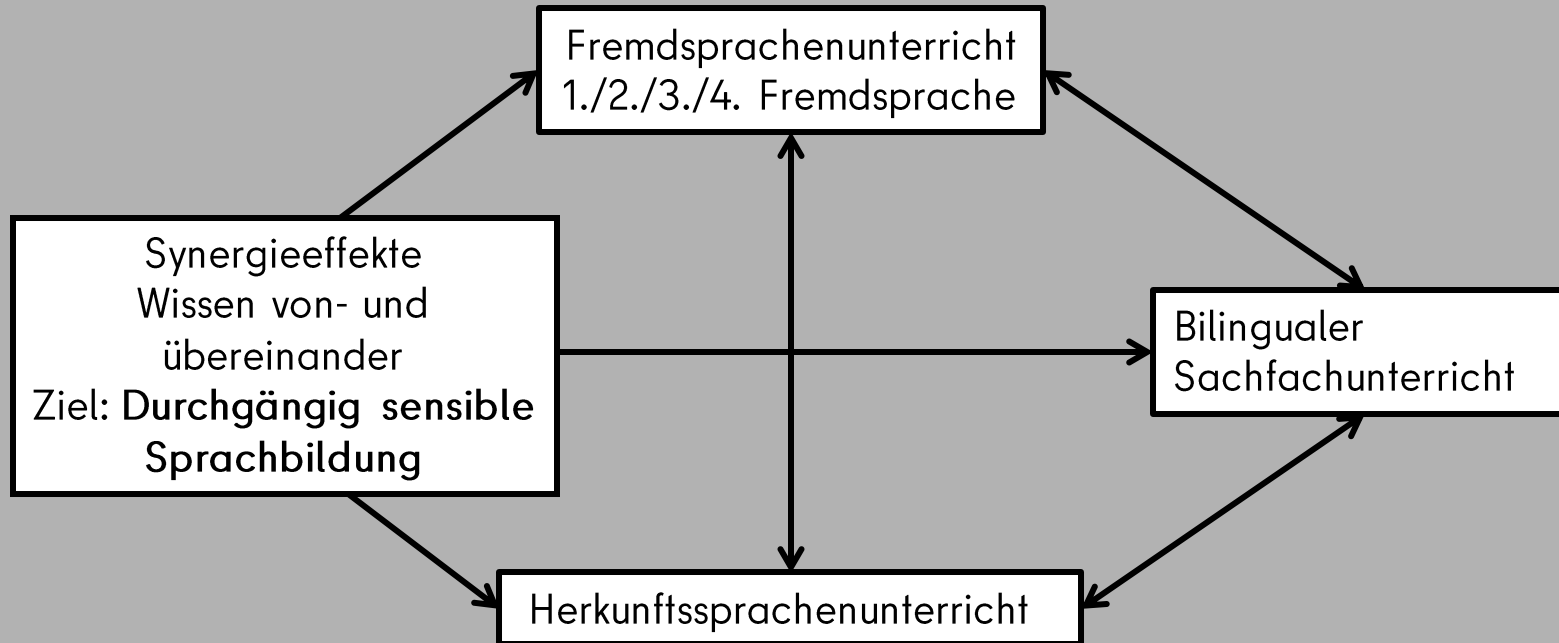 Fremdsprachenunterricht
1./2./3./4. Fremdsprache
Synergieeffekte
Wissen von- und
übereinander
Ziel: Durchgängig sensible
Sprachbildung
Bilingualer
Sachfachunterricht
Herkunftssprachenunterricht